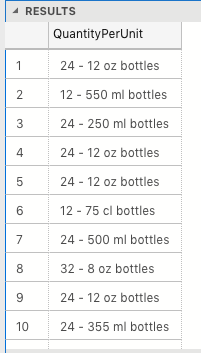 RESULTS
QuantityPerUnit
1 24 - 12 oz bottles
2 12 - 550 ml bottles
3 24 - 250 ml bottles
4 24 - 12 oz bottles
5 24 - 12 oz bottles
6 12 - 75 cl bottles
7 24 - 500 ml bottles
8 32 - 8 oz bottles
9 24 - 12 oz bottles
10 24 - 355 ml bottles